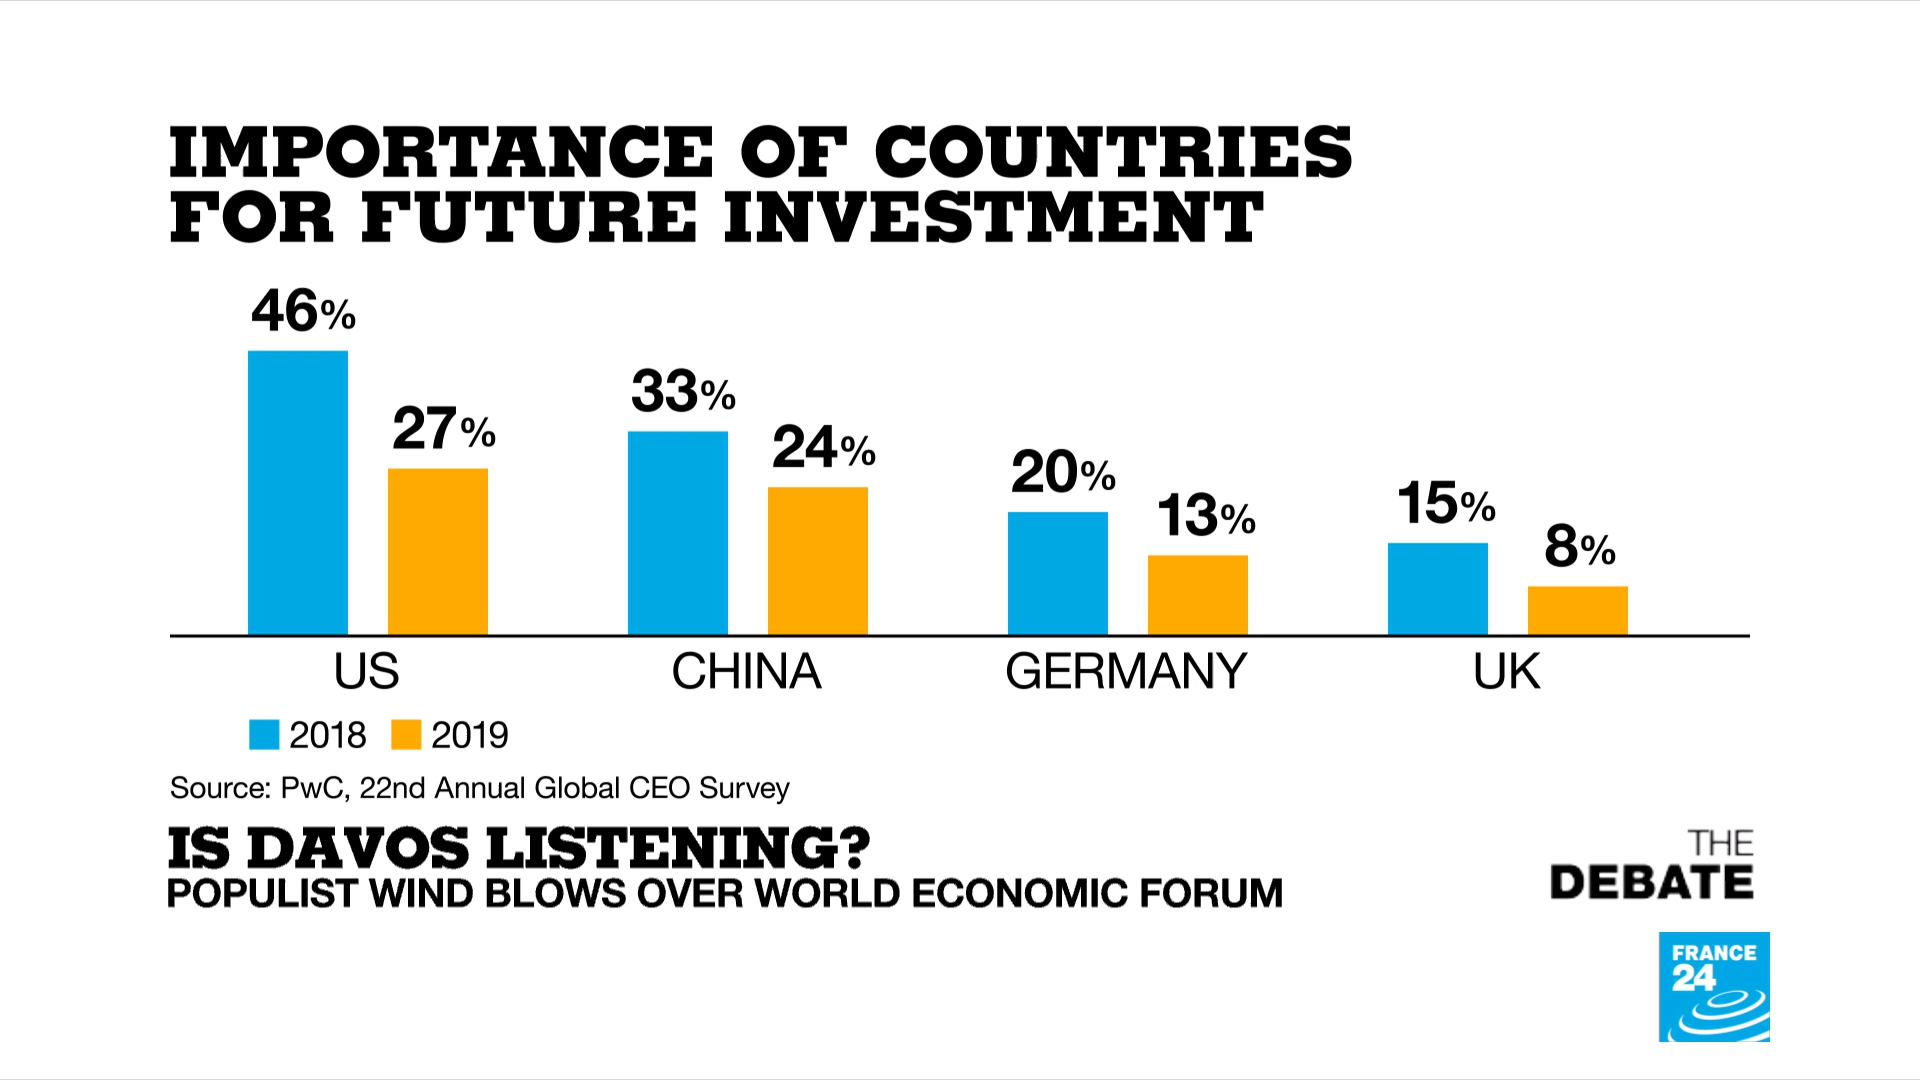 IMPORTANCE OF COUNTRIES
FOR FUTURE INVESTMENT
46%
27%
33%
24%
20%
13%
15%
8%
US
CHINA
GERMANY
UK
2018
2019
Source: PwC, 22nd Annual Global CEO Survey
IS DAVOS LISTENING?
POPULIST WIND BLOWS OVER WORLD ECONOMIC FORUM
THE
DEBATE
FRANCE
24